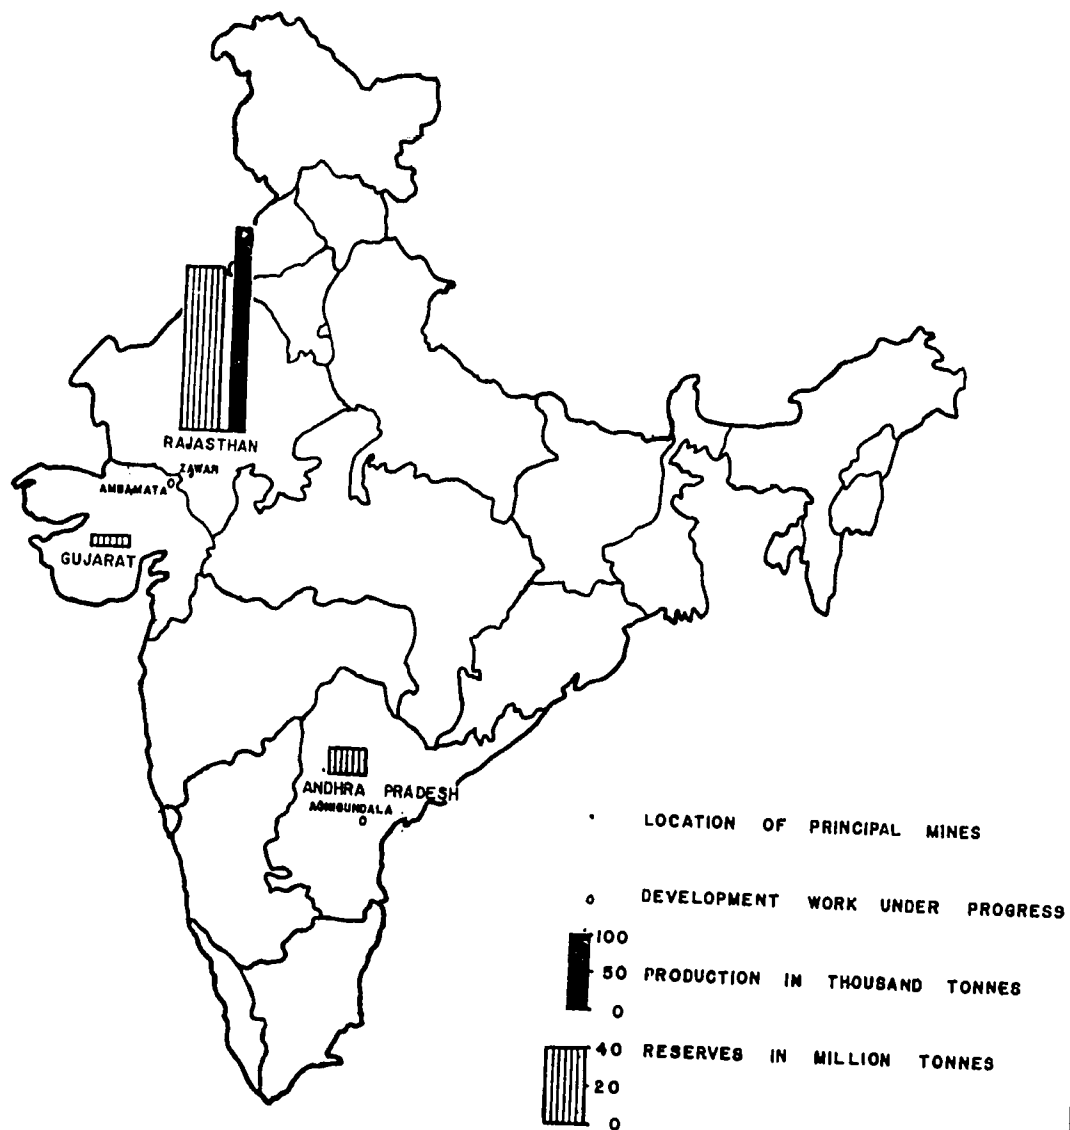 RAJASTHAN
ZAWAR
AMBAMATA
GUJARAT
ANDHRA PRADESH
AGNIGUNDALA
LOCATION OF PRINCIPAL MINES
DEVELOPMENT WORK UNDER PROGRESS
100
50 PRODUCTION IN THOUSAND TONNES
0
40 RESERVES IN MILLION TONNES
20
0